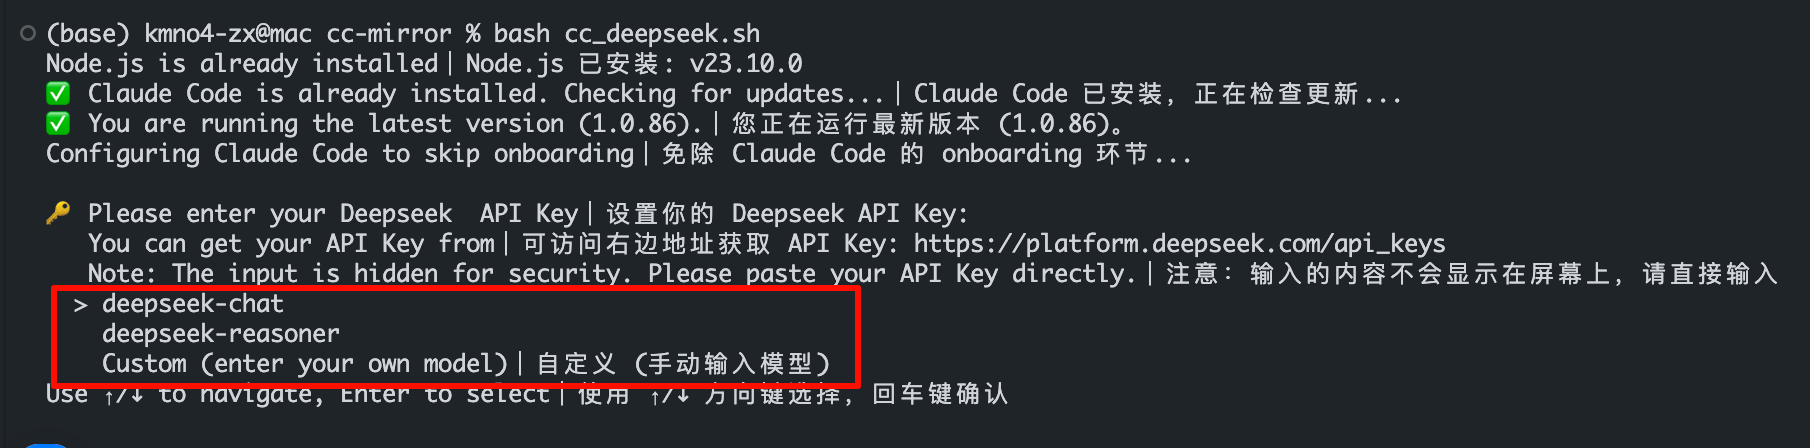 (base) kmno4-zx@mac cc-mirror % bash cc_deepseek.sh
Node.js is already installed｜Node.js 已安装: v23.10.0
✅ Claude Code is already installed. Checking for updates...｜Claude Code 已安装, 正在检查更新...
✅ You are running the latest version (1.0.86).｜您正在运行最新版本 (1.0.86)。
Configuring Claude Code to skip onboarding｜免除 Claude Code 的 onboarding 环节...
🔑 Please enter your Deepseek  API Key｜设置你的 Deepseek API Key:
You can get your API Key from｜可访问右边地址获取 API Key: https://platform.deepseek.com/api_keys
Note: The input is hidden for security. Please paste your API Key directly.｜注意: 输入的内容不会显示在屏幕上, 请直接输入
> deepseek-chat
deepseek-reasoner
Custom (enter your own model)｜自定义 (手动输入模型)
Use ↑/↓ to navigate, Enter to select｜使用 ↑/↓ 方向键选择, 回车键确认